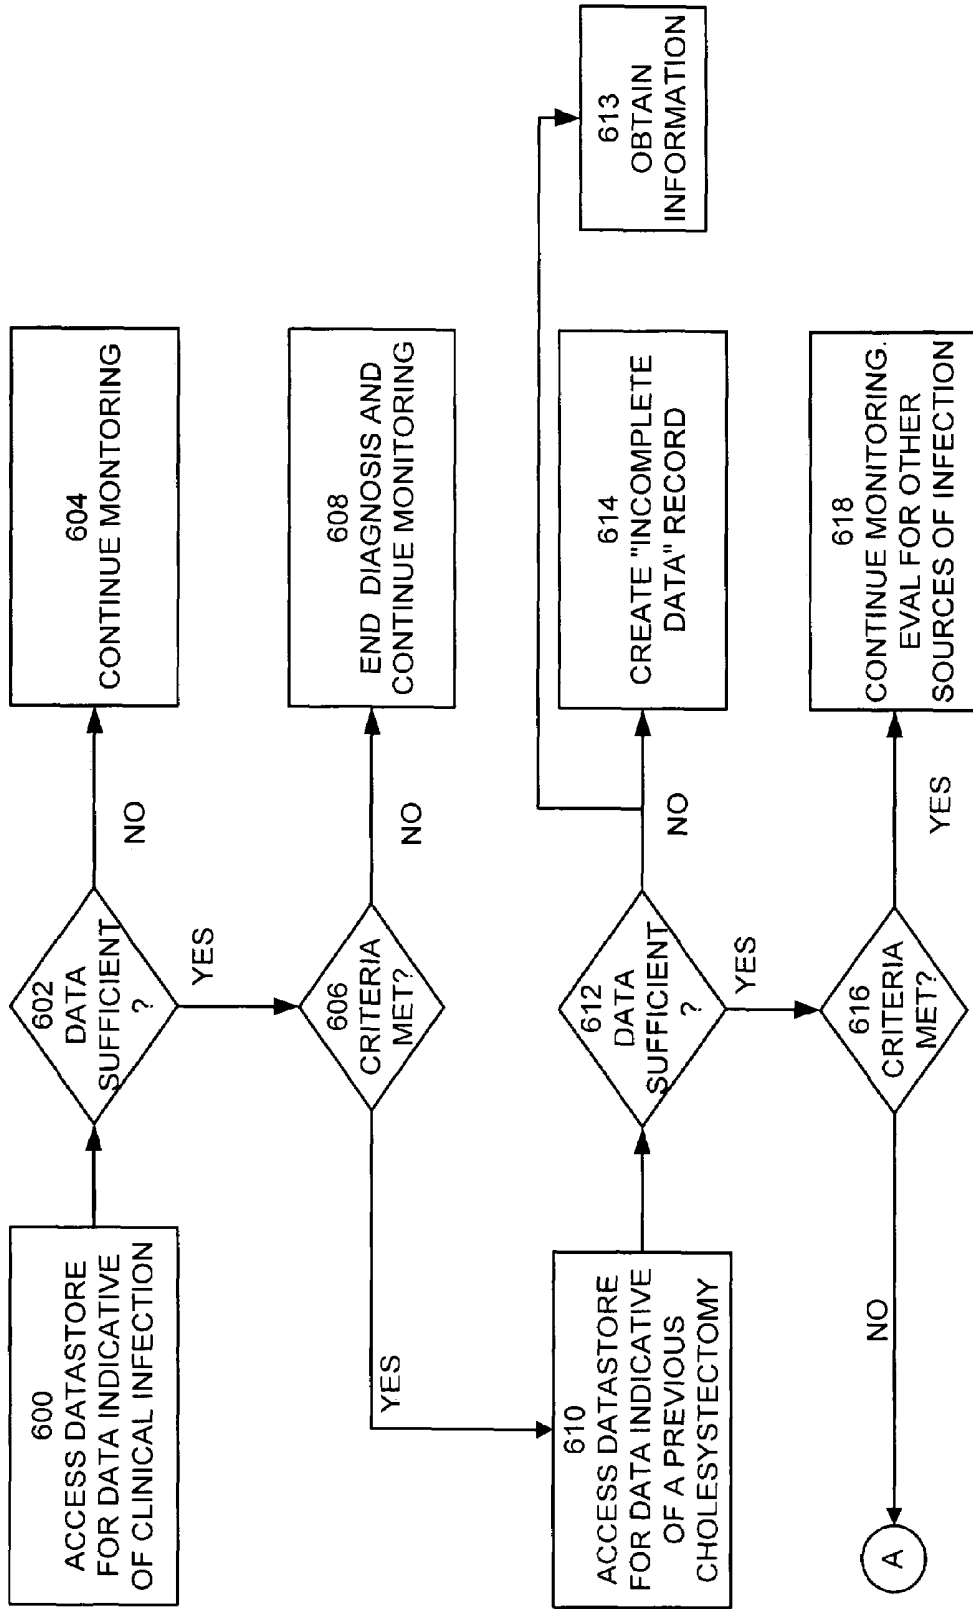 600
ACCESS DATASTORE
FOR DATA INDICATIVE
OF CLINICAL INFECTION
602
DATA
SUFFICIENT
?
NO
604
CONTINUE MONTORING
YES
606
CRITERIA
MET?
NO
608
END DIAGNOSIS AND
CONTINUE MONITORING
YES
610
ACCESS DATASTORE
FOR DATA INDICATIVE
OF A PREVIOUS
CHOLESYSTECTOMY
612
DATA
SUFFICIENT
?
NO
614
CREATE "INCOMPLETE
DATA" RECORD
613
OBTAIN
INFORMATION
YES
616
CRITERIA
MET?
YES
618
CONTINUE MONITORING.
EVAL FOR OTHER
SOURCES OF INFECTION
NO
A